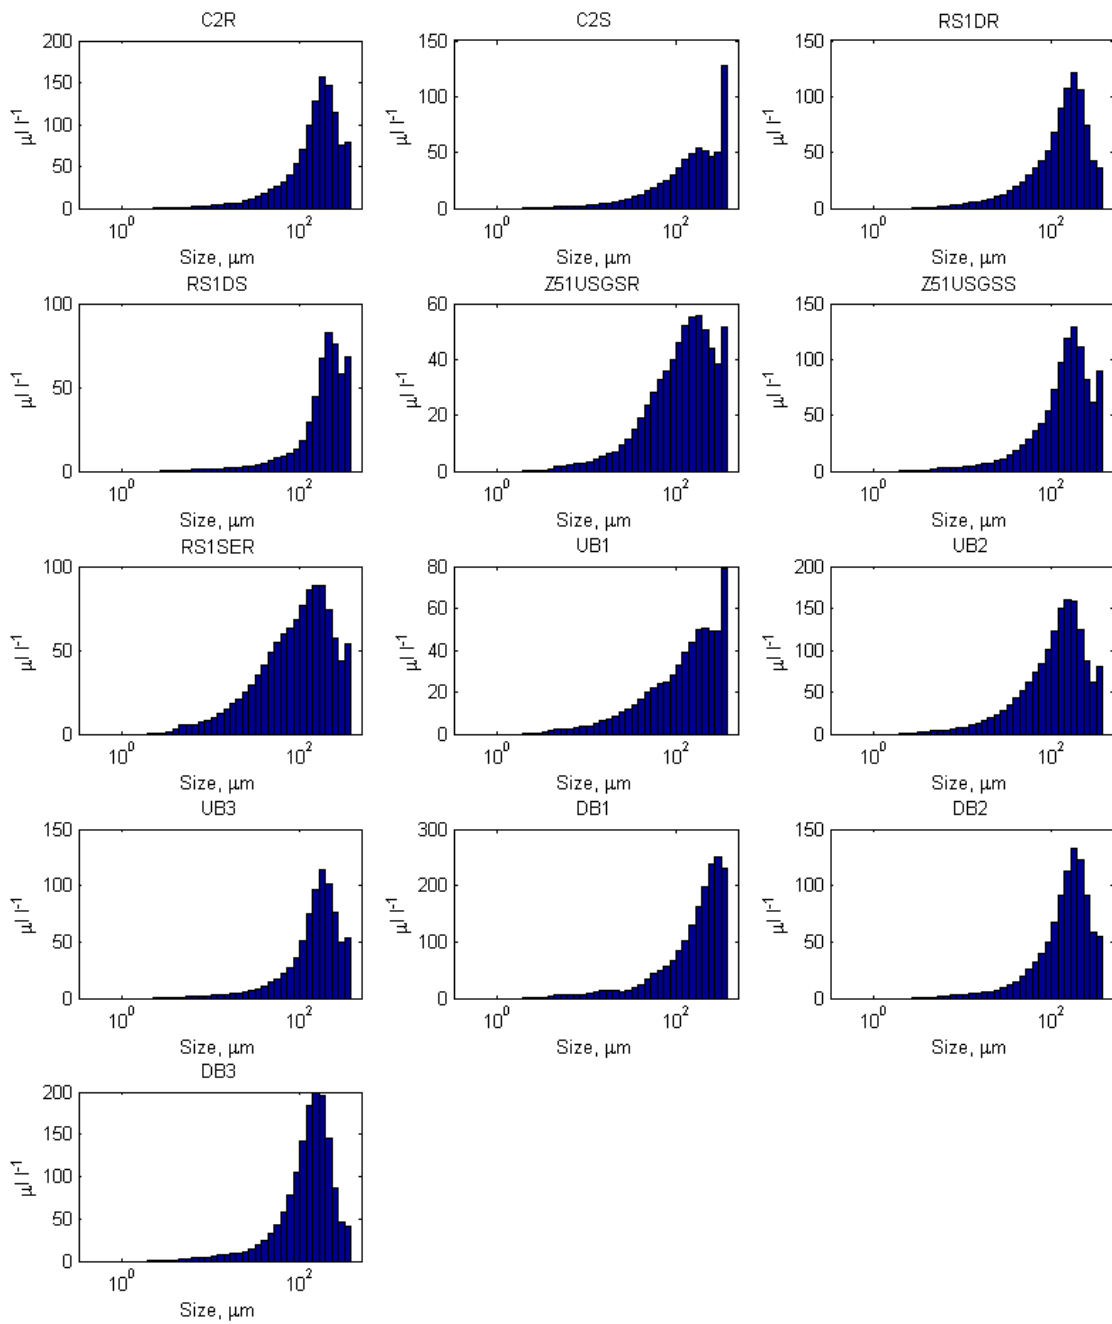 C2R
200
150
100
50
0
µl l-1
10^0
10^2
Size, µm
C2S
150
100
50
0
µl l-1
10^0
10^2
Size, µm
RS1DR
150
100
50
0
µl l-1
10^0
10^2
Size, µm
RS1DS
100
50
0
µl l-1
10^0
10^2
Size, µm
Z51USGSR
60
40
20
0
µl l-1
10^0
10^2
Size, µm
Z51USGSS
150
100
50
0
µl l-1
10^0
10^2
Size, µm
RS1SER
100
50
0
µl l-1
10^0
10^2
Size, µm
UB1
80
60
40
20
0
µl l-1
10^0
10^2
Size, µm
UB2
200
150
100
50
0
µl l-1
10^0
10^2
Size, µm
UB3
150
100
50
0
µl l-1
10^0
10^2
Size, µm
DB1
300
200
100
0
µl l-1
10^0
10^2
Size, µm
DB2
150
100
50
0
µl l-1
10^0
10^2
Size, µm
DB3
200
150
100
50
0
µl l-1
10^0
10^2
Size, µm